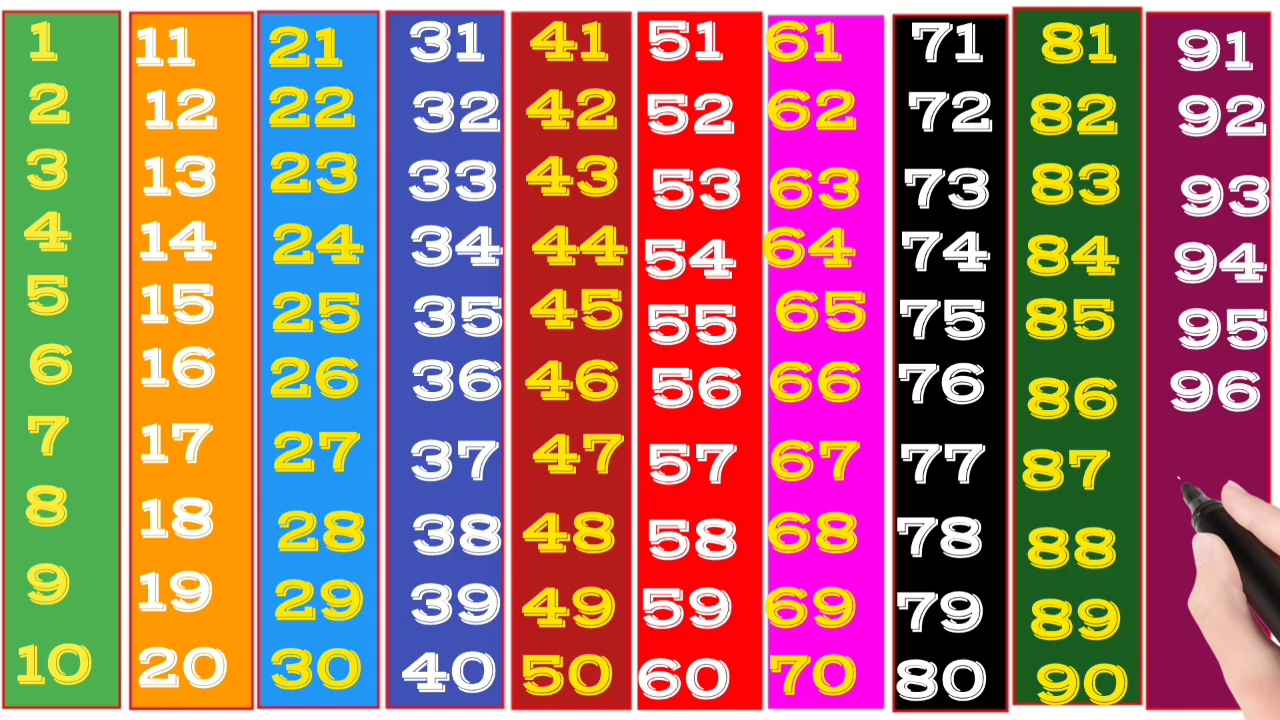 1 11 21 31 41 51 61 71 81 91
2 12 22 32 42 52 62 72 82 92
3 13 23 33 43 53 63 73 83 93
4 14 24 34 44 54 64 74 84 94
5 15 25 35 45 55 65 75 85 95
6 16 26 36 46 56 66 76 86 96
7 17 27 37 47 57 67 77 87
8 18 28 38 48 58 68 78 88
9 19 29 39 49 59 69 79 89
10 20 30 40 50 60 70 80 90